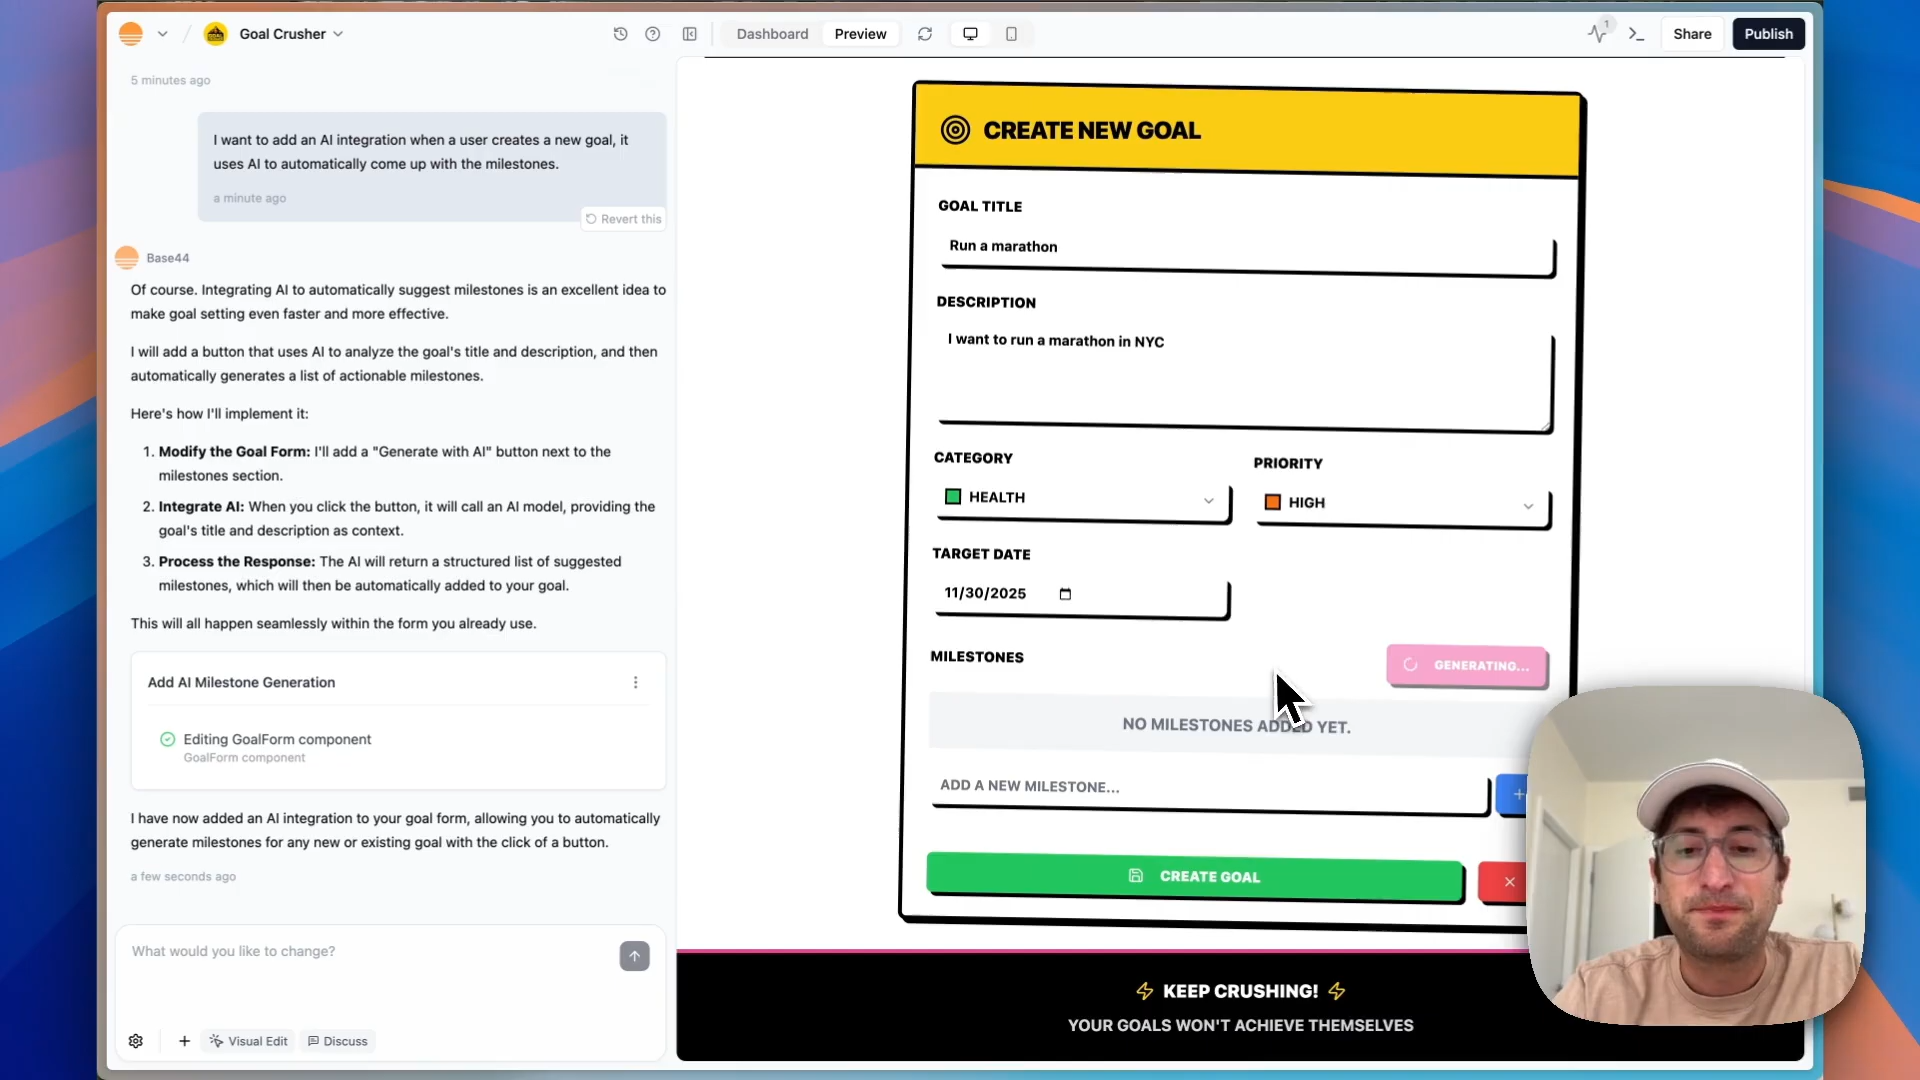 Goal Crusher
Dashboard
Preview
1
Share
Publish
5 minutes ago
I want to add an AI integration when a user creates a new goal, it
uses AI to automatically come up with the milestones.
a minute ago
Revert this
Base44
Of course. Integrating AI to automatically suggest milestones is an excellent idea to
make goal setting even faster and more effective.
I will add a button that uses AI to analyze the goal's title and description, and then
automatically generates a list of actionable milestones.
Here's how I'll implement it:
1. Modify the Goal Form: I'll add a "Generate with AI" button next to the
milestones section.
2. Integrate AI: When you click the button, it will call an AI model, providing the
goal's title and description as context.
3. Process the Response: The AI will return a structured list of suggested
milestones, which will then be automatically added to your goal.
This will all happen seamlessly within the form you already use.
Add AI Milestone Generation
Editing GoalForm component
GoalForm component
I have now added an AI integration to your goal form, allowing you to automatically
generate milestones for any new or existing goal with the click of a button.
a few seconds ago
What would you like to change?
Visual Edit
Discuss
CREATE NEW GOAL
GOAL TITLE
Run a marathon
DESCRIPTION
I want to run a marathon in NYC
CATEGORY
PRIORITY
HEALTH
HIGH
TARGET DATE
11/30/2025
MILESTONES
GENERATING...
NO MILESTONES ADDED YET.
ADD A NEW MILESTONE...
CREATE GOAL
KEEP CRUSHING!
YOUR GOALS WON'T ACHIEVE THEMSELVES